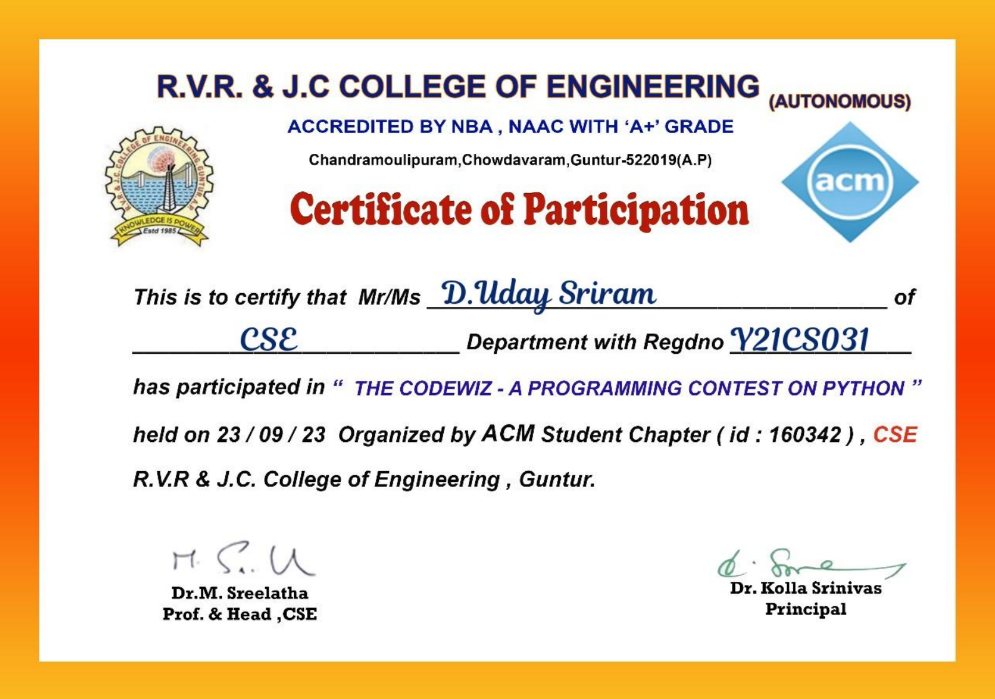 R.V.R. & J.C COLLEGE OF ENGINEERING (AUTONOMOUS)
ACCREDITED BY NBA , NAAC WITH ‘A+’ GRADE
Chandramoulipuram,Chowdavaram,Guntur-522019(A.P)
R.V.R & J.C. COLLEGE OF ENGINEERING GUNTUR A.P
KNOWLEDGE IS POWER
Estd 1985
acm
Certificate of Participation
This is to certify that Mr/Ms D.Uday Sriram of
CSE Department with Regdno Y21CS031
has participated in “ THE CODEWIZ - A PROGRAMMING CONTEST ON PYTHON ”
held on 23 / 09 / 23 Organized by ACM Student Chapter ( id : 160342 ) , CSE
R.V.R & J.C. College of Engineering , Guntur.
Dr.M. Sreelatha
Prof. & Head ,CSE
Dr. Kolla Srinivas
Principal